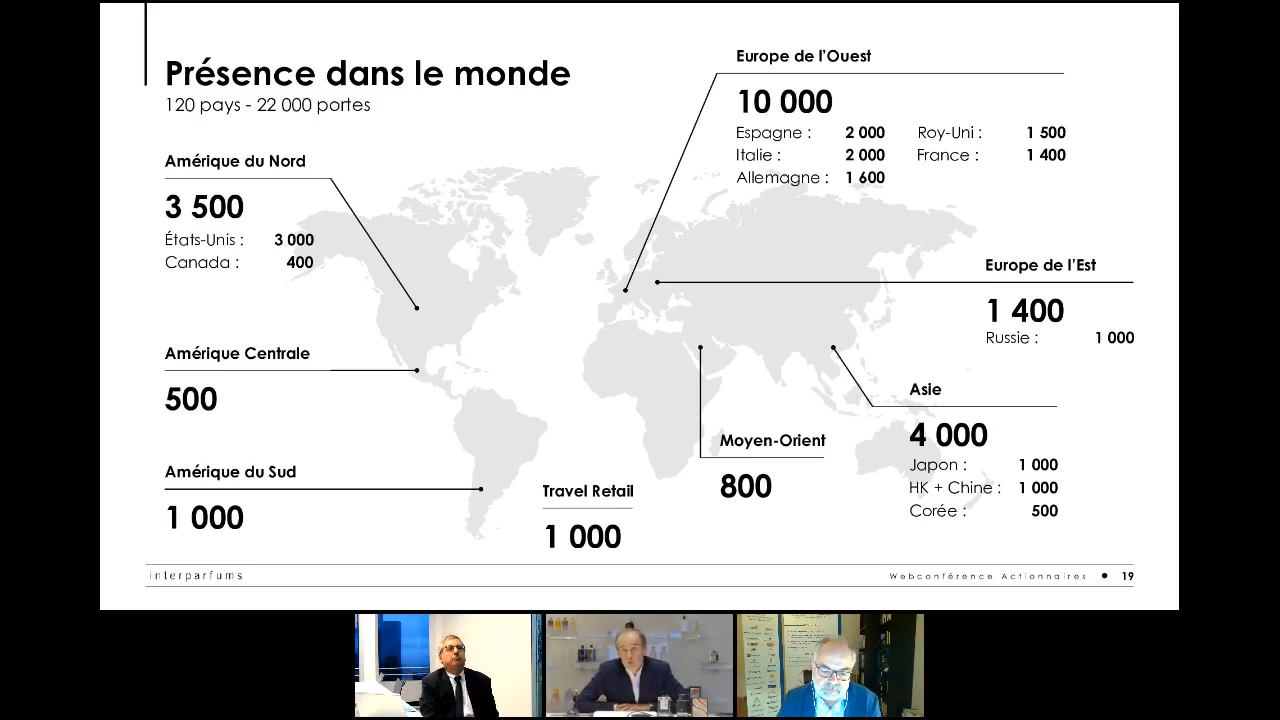 Présence dans le monde
120 pays - 22 000 portes
Amérique du Nord
3 500
États-Unis : 3 000
Canada : 400
Amérique Centrale
500
Amérique du Sud
1 000
Travel Retail
1 000
Europe de l'Ouest
10 000
Espagne : 2 000 Roy-Uni : 1 500
Italie : 2 000 France : 1 400
Allemagne : 1 600
Europe de l'Est
1 400
Russie : 1 000
Asie
4 000
Japon : 1 000
HK + Chine : 1 000
Corée : 500
Moyen-Orient
800
interparfums
Webconférence Actionnaires ● 19